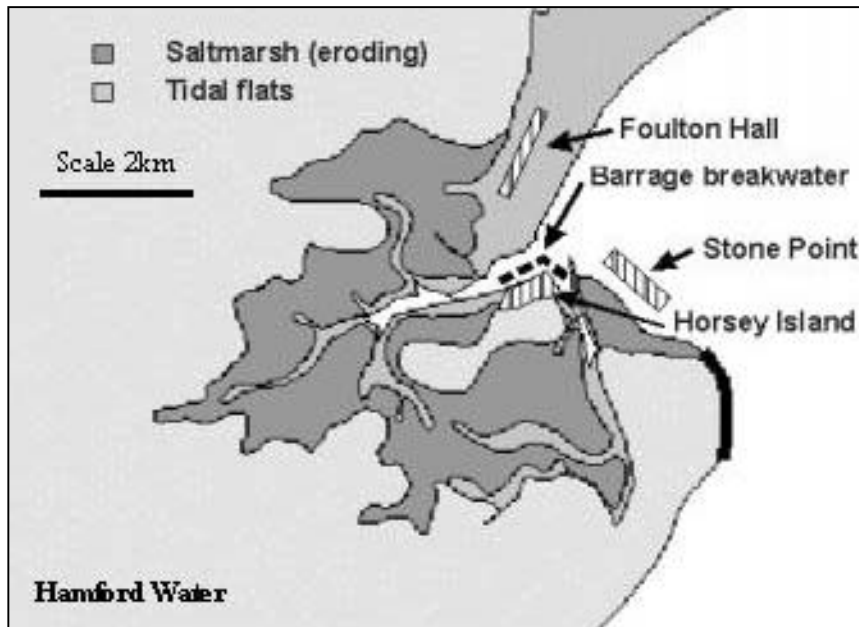 Saltmarsh (eroding)
Tidal flats
Scale 2km
Foulton Hall
Barrage breakwater
Stone Point
Horsey Island
Hamford Water